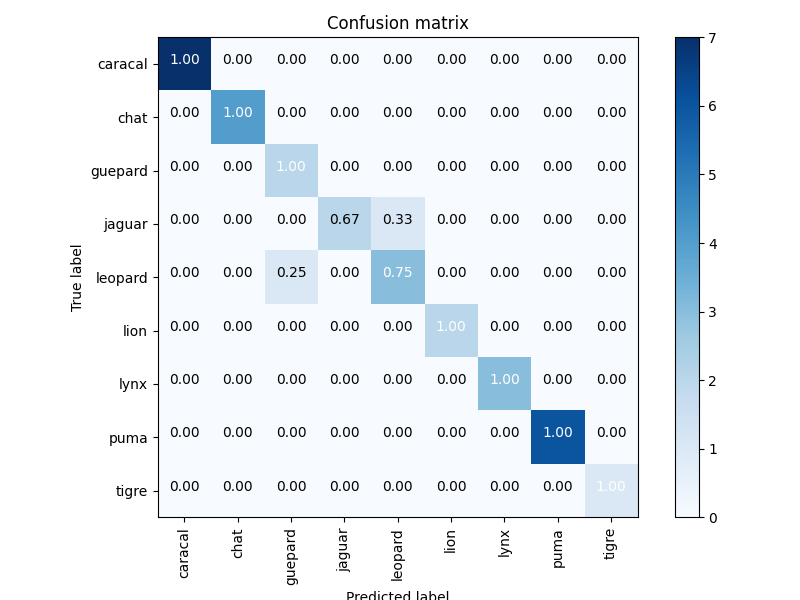 Confusion matrix
caracal 1.00 0.00 0.00 0.00 0.00 0.00 0.00 0.00 0.00
chat 0.00 1.00 0.00 0.00 0.00 0.00 0.00 0.00 0.00
guepard 0.00 0.00 1.00 0.00 0.00 0.00 0.00 0.00 0.00
jaguar 0.00 0.00 0.00 0.67 0.33 0.00 0.00 0.00 0.00
leopard 0.00 0.00 0.25 0.00 0.75 0.00 0.00 0.00 0.00
lion 0.00 0.00 0.00 0.00 0.00 1.00 0.00 0.00 0.00
lynx 0.00 0.00 0.00 0.00 0.00 0.00 1.00 0.00 0.00
puma 0.00 0.00 0.00 0.00 0.00 0.00 0.00 1.00 0.00
tigre 0.00 0.00 0.00 0.00 0.00 0.00 0.00 0.00 1.00
True label
caracal chat guepard jaguar leopard lion lynx puma tigre
Predicted label
7
6
5
4
3
2
1
0